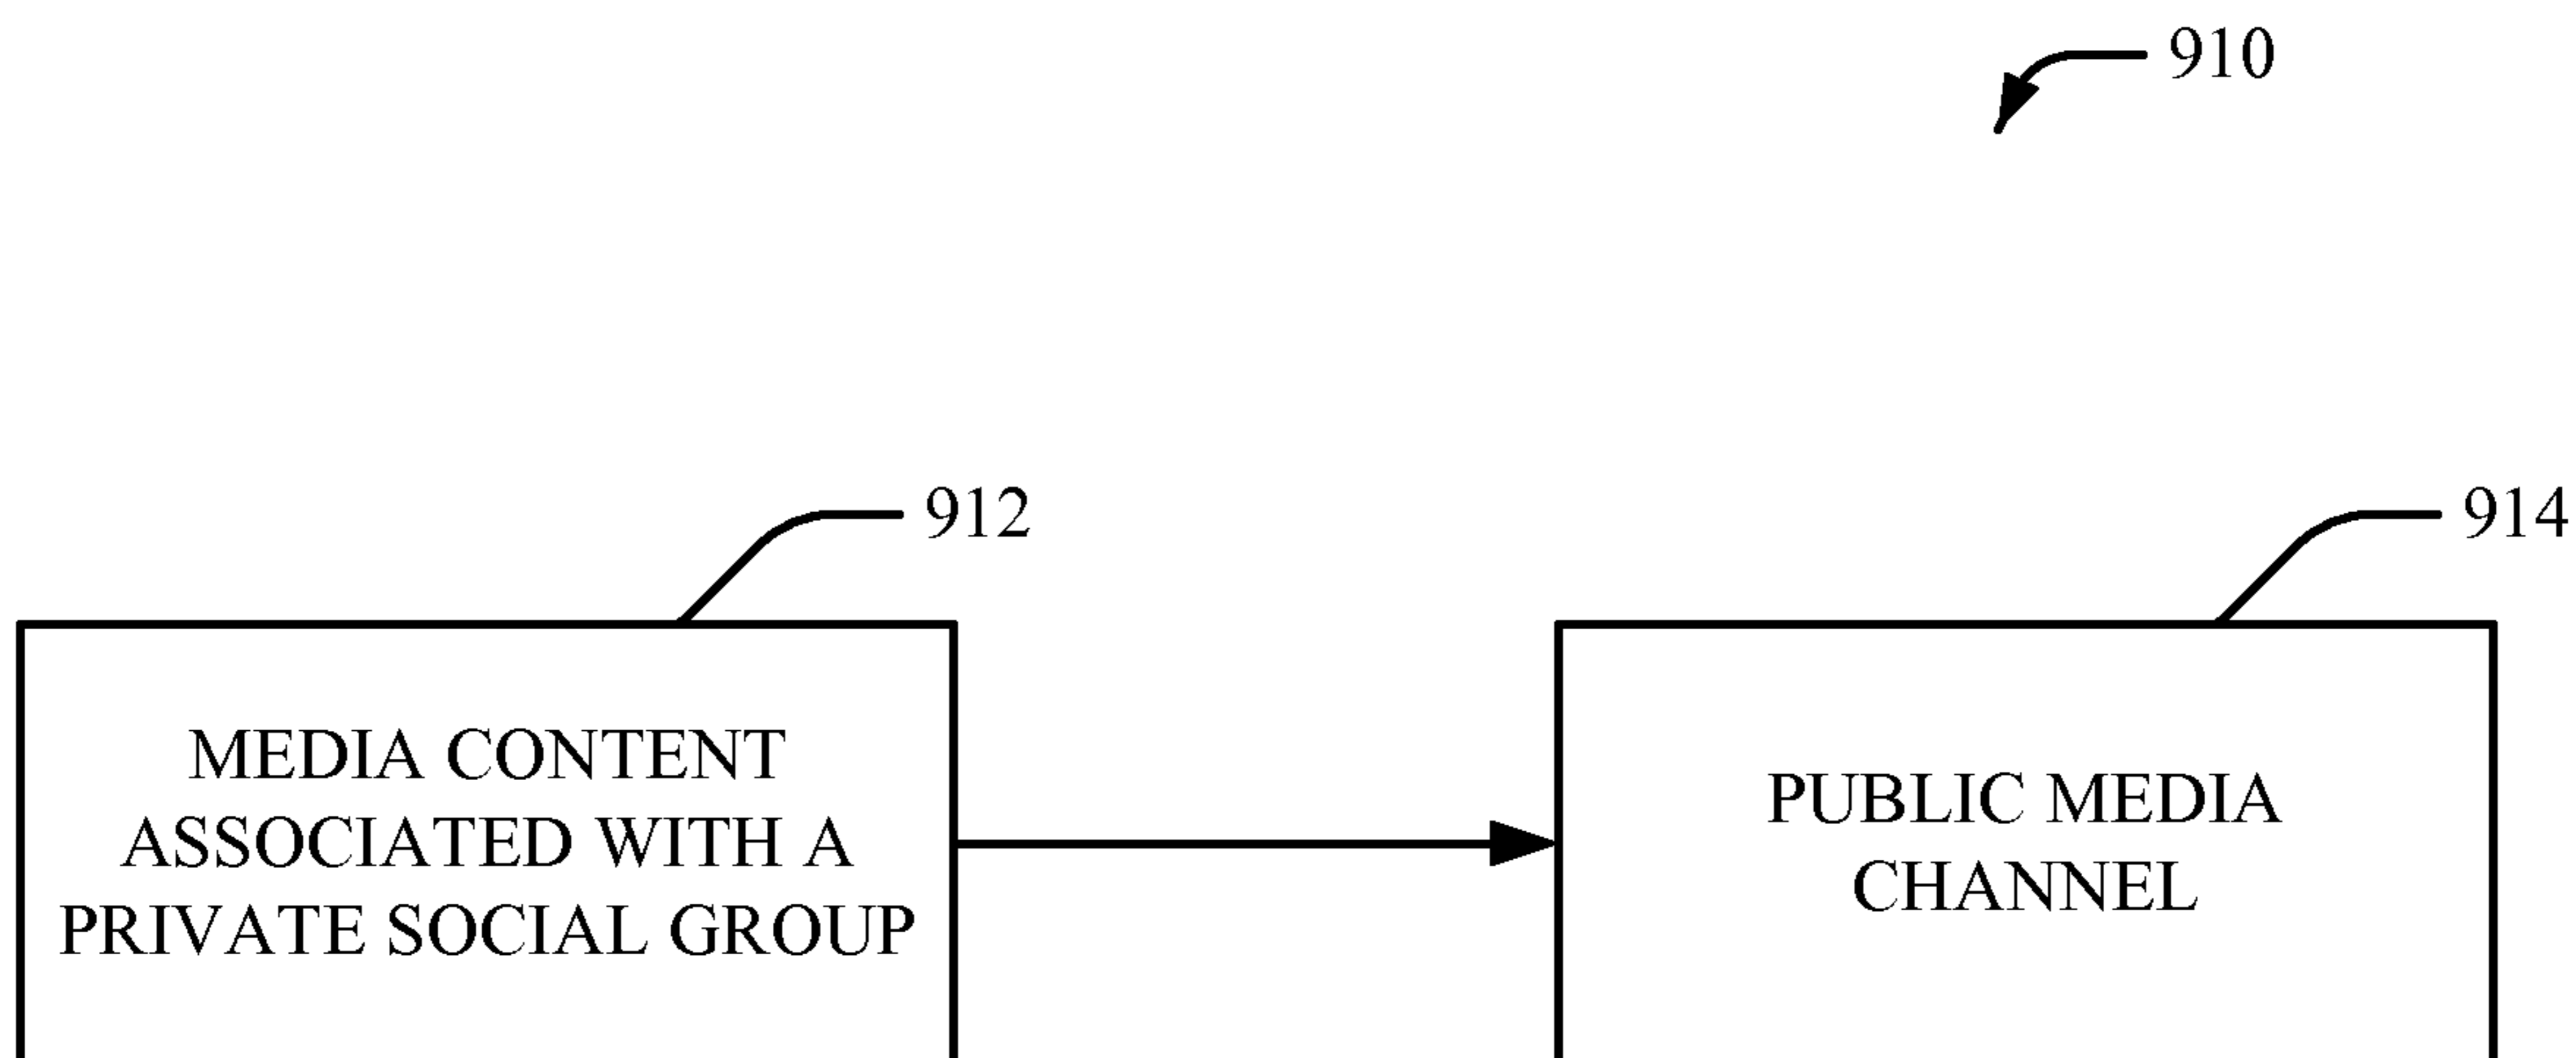 910
912
914
MEDIA CONTENT
ASSOCIATED WITH A
PRIVATE SOCIAL GROUP
PUBLIC MEDIA
CHANNEL